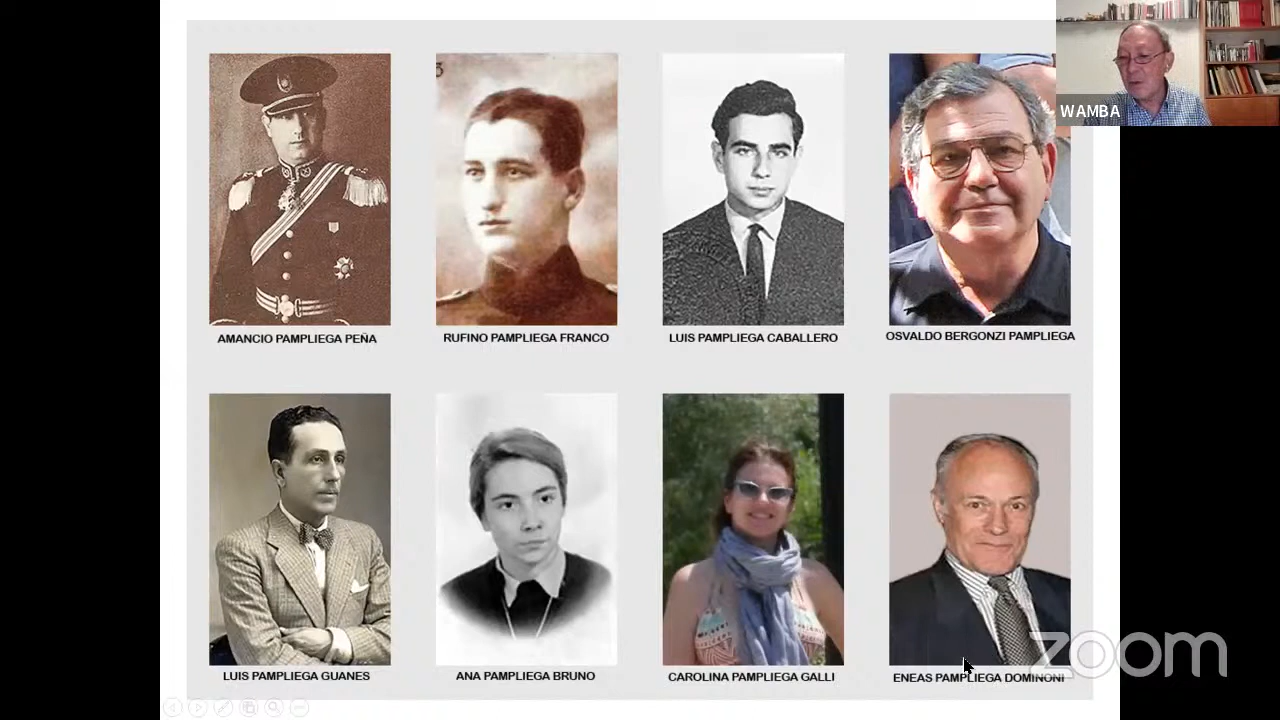 WAMBA
3
AMANCIO PAMPLIEGA PEÑA
RUFINO PAMPLIEGA FRANCO
LUIS PAMPLIEGA CABALLERO
OSVALDO BERGONZI PAMPLIEGA
LUIS PAMPLIEGA GUANES
ANA PAMPLIEGA BRUNO
CAROLINA PAMPLIEGA GALLI
ENEAS PAMPLIEGA DOMINONI
zoom